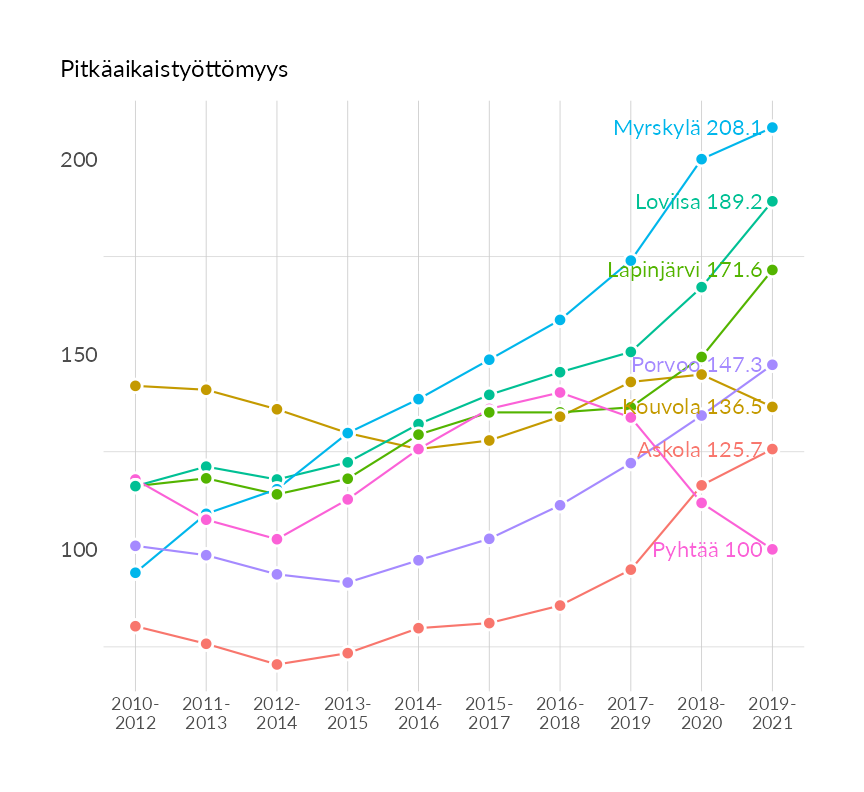 Pitkäaikaistyöttömyys
Myrskylä 208.1
200
Loviisa 189.2
Lapinjärvi 171.6
150
Porvoo 147.3
Kouvola 136.5
Askola 125.7
100
Pyhtää 100
2010-2012
2011-2013
2012-2014
2013-2015
2014-2016
2015-2017
2016-2018
2017-2019
2018-2020
2019-2021